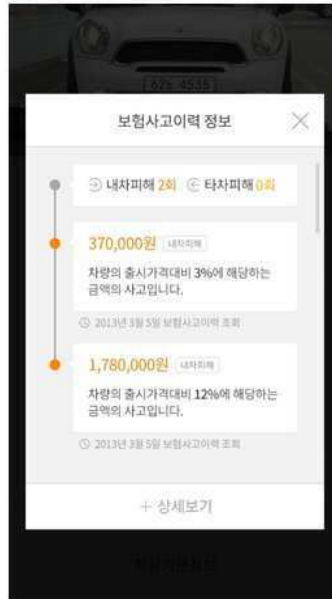 보험사고이력 정보
내차피해 2회 타차피해 0회
370,000원 내차피해
차량의 출시가격대비 3%에 해당하는
금액의 사고입니다.
2013년 3월 5일 보험사고이력 조회
1,780,000원 내차피해
차량의 출시가격대비 12%에 해당하는
금액의 사고입니다.
2013년 3월 5일 보험사고이력 조회
+ 상세보기